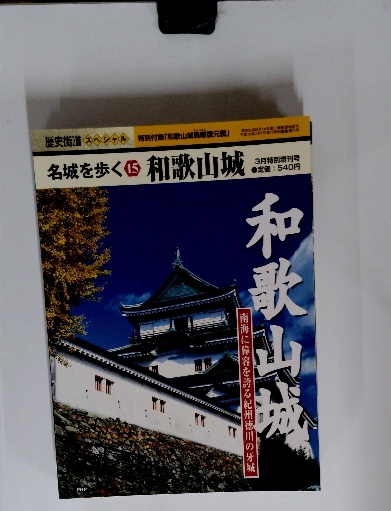 歴史街道 スペシャル 特別付録「和歌山城鳥瞰復元図」
名城を歩く 15 和歌山城
3月特別増刊号
●定価：540円
和歌山城
南海に偉容を誇る紀州徳川の牙城
PHP